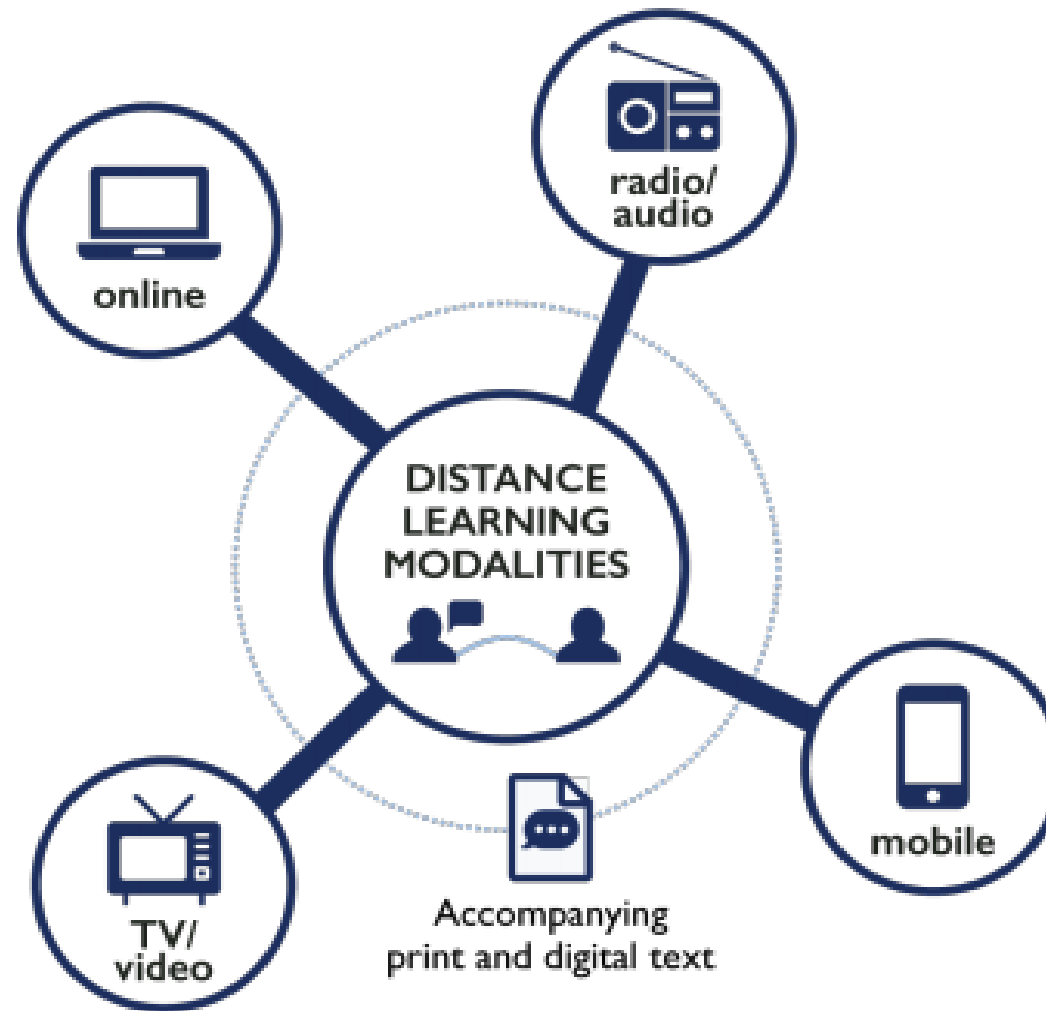 radio/
audio
online
DISTANCE
LEARNING
MODALITIES
mobile
TV/
video
Accompanying
print and digital text